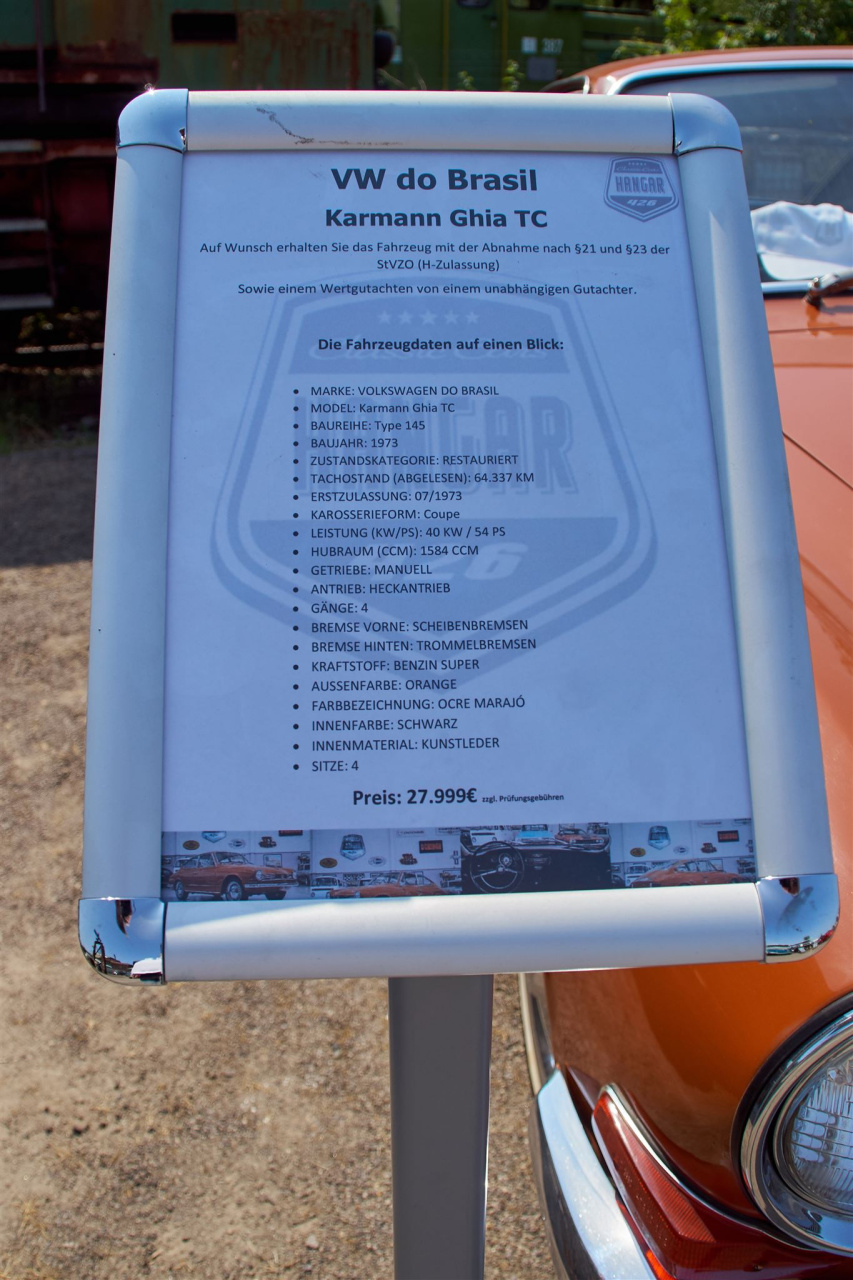 VW do Brasil
HANGAR
426
Karmann Ghia TC
Auf Wunsch erhalten Sie das Fahrzeug mit der Abnahme nach §21 und §23 der
StVZO (H-Zulassung)
Sowie einem Wertgutachten von einem unabhängigen Gutachter.
Die Fahrzeugdaten auf einen Blick:
• MARKE: VOLKSWAGEN DO BRASIL
• MODEL: Karmann Ghia TC
• BAUREIHE: Type 145
• BAUJAHR: 1973
• ZUSTANDSKATEGORIE: RESTAURIERT
• TACHOSTAND (ABGELESEN): 64.337 KM
• ERSTZULASSUNG: 07/1973
• KAROSSERIEFORM: Coupe
• LEISTUNG (KW/PS): 40 KW / 54 PS
• HUBRAUM (CCM): 1584 CCM
• GETRIEBE: MANUELL
• ANTRIEB: HECKANTRIEB
• GÄNGE: 4
• BREMSE VORNE: SCHEIBENBREMSEN
• BREMSE HINTEN: TROMMELBREMSEN
• KRAFTSTOFF: BENZIN SUPER
• AUSSENFARBE: ORANGE
• FARBBEZEICHNUNG: OCRE MARAJÓ
• INNENFARBE: SCHWARZ
• INNENMATERIAL: KUNSTLEDER
• SITZE: 4
Preis: 27.999€ zzgl. Prüfungsgebühren
HANGAR
426